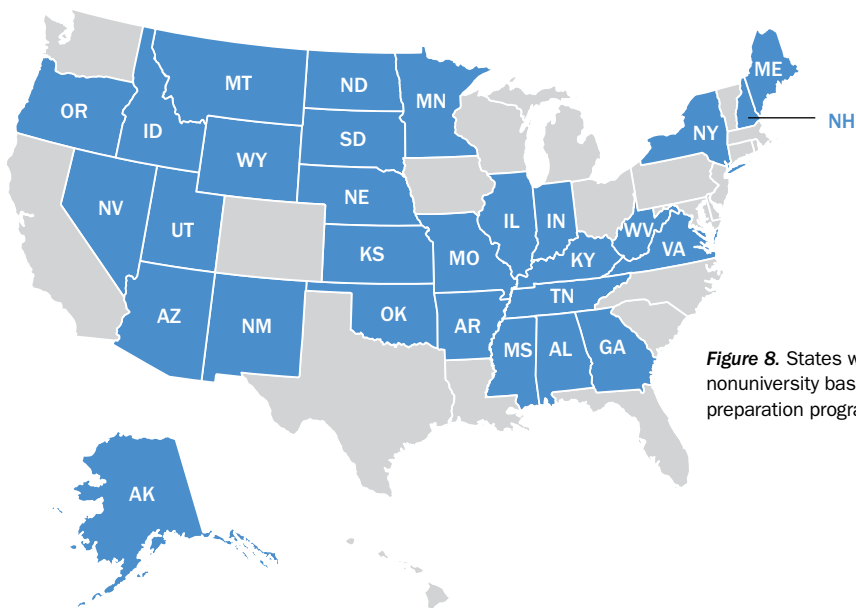 ME
MT
ND
MN
OR
NH
ID
NY
SD
WY
NE
NV
IL
IN
UT
WV
KS
MO
KY
VA
TN
AZ
NM
OK
AR
MS
AL
GA
Figure 8. States w
nonuniversity bas
preparation progra
AK